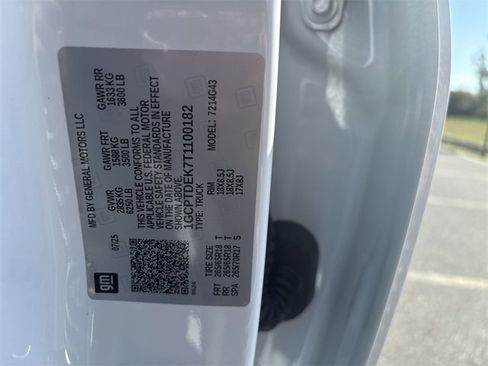 MFD BY GENERAL MOTORS LLC
07/25
GVWR
2835 KG
6250 LB
GAWR FRT
1588 KG
3500 LB
GAWR RR
1633 KG
3600 LB
THIS VEHICLE CONFORMS TO ALL
APPLICABLE U.S. FEDERAL MOTOR
VEHICLE SAFETY STANDARDS IN EFFECT
ON THE DATE OF MANUFACTURE
SHOWN ABOVE.
1GCPTDEK7T1100182
TYPE: TRUCK
MODEL: 7214G43
gm
TIRE SIZE RIM
FRT 265/65R18 T 18X8.5J
RR 265/65R18 T 18X8.5J
SPA 265/70R17 S 17X8J